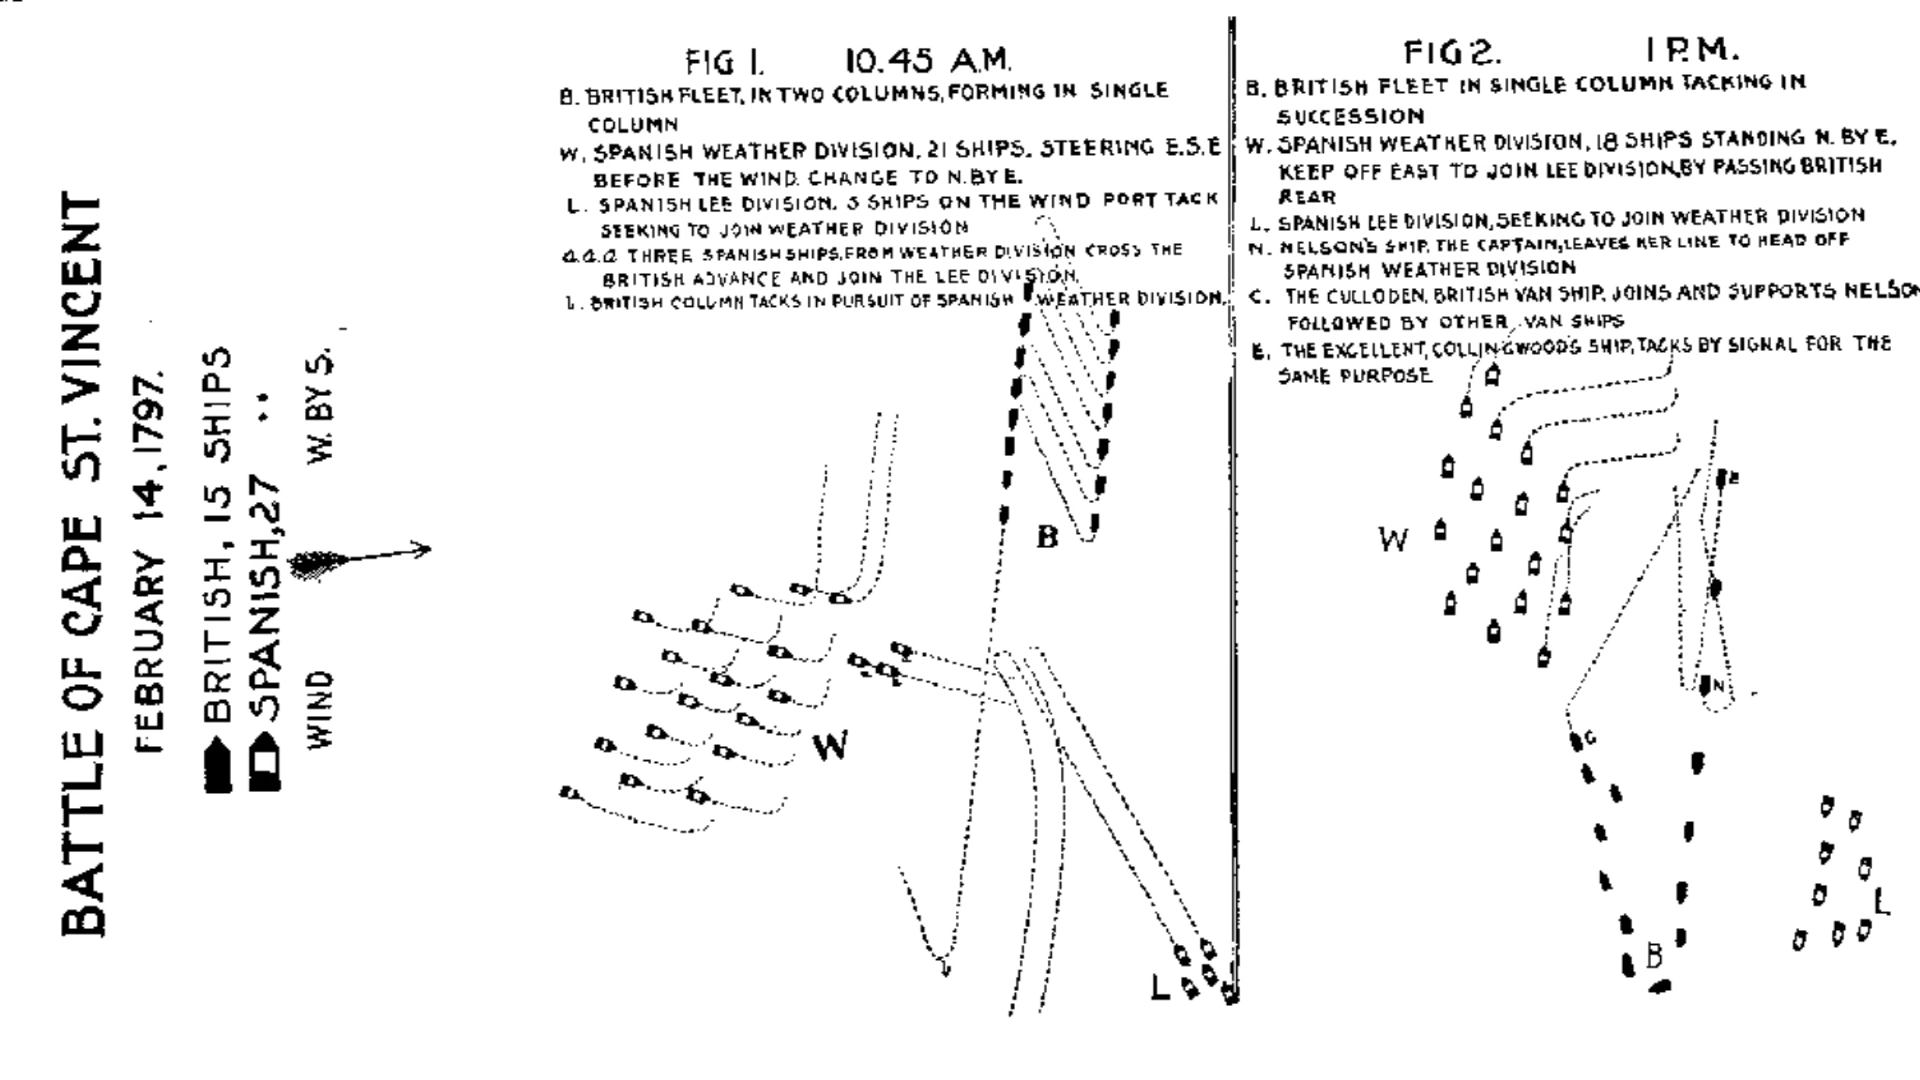 BATTLE OF CAPE ST. VINCENT
FEBRUARY 14, 1797.
BRITISH, 15 SHIPS
SPANISH, 27 ..
WIND W. BY S.
FIG 1. 10.45 A.M.
B. BRITISH FLEET, IN TWO COLUMNS, FORMING IN SINGLE
COLUMN
W. SPANISH WEATHER DIVISION, 21 SHIPS, STEERING E.S.E
BEFORE THE WIND. CHANGE TO N. BY E.
L. SPANISH LEE DIVISION. 5 SHIPS ON THE WIND PORT TACK
SEEKING TO JOIN WEATHER DIVISION
a.a.a THREE SPANISH SHIPS, FROM WEATHER DIVISION CROSS THE
BRITISH ADVANCE AND JOIN THE LEE DIVISION.
BRITISH COLUMN TACKS IN PURSUIT OF SPANISH WEATHER DIVISION.
B
W
L
FIG 2. 1 P.M.
B. BRITISH FLEET IN SINGLE COLUMN TACKING IN
SUCCESSION
W. SPANISH WEATHER DIVISION, 18 SHIPS STANDING N. BY E.
KEEP OFF EAST TO JOIN LEE DIVISION, BY PASSING BRITISH
REAR
L. SPANISH LEE DIVISION, SEEKING TO JOIN WEATHER DIVISION
N. NELSON'S SHIP, THE CAPTAIN, LEAVES HER LINE TO HEAD OFF
SPANISH WEATHER DIVISION
C. THE CULLODEN, BRITISH VAN SHIP, JOINS AND SUPPORTS NELSON
FOLLOWED BY OTHER VAN SHIPS
E. THE EXCELLENT, COLLINGWOODS SHIP, TACKS BY SIGNAL FOR THE
SAME PURPOSE
E
W
N
C
L
B